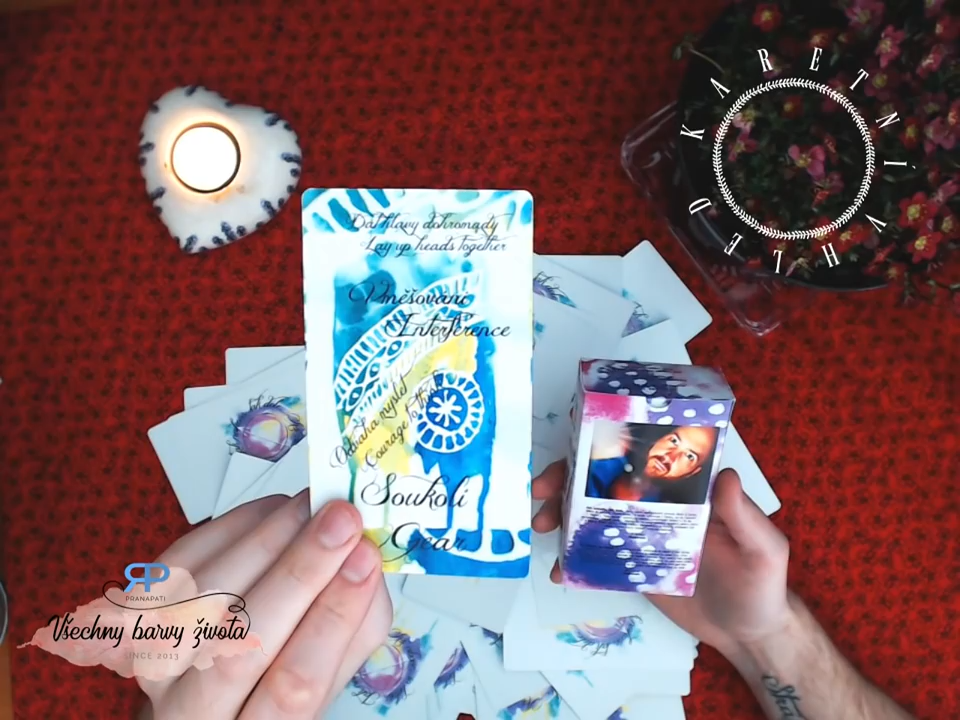 KARETNÍ
VHLED
Dát hlavy dohromady
Lay up heads together
Vměšování
Interference
Odvaha myslet
Courage to think
Soukolí
Gear
RP
PRANAPATI
Všechny barvy života
SINCE 2013